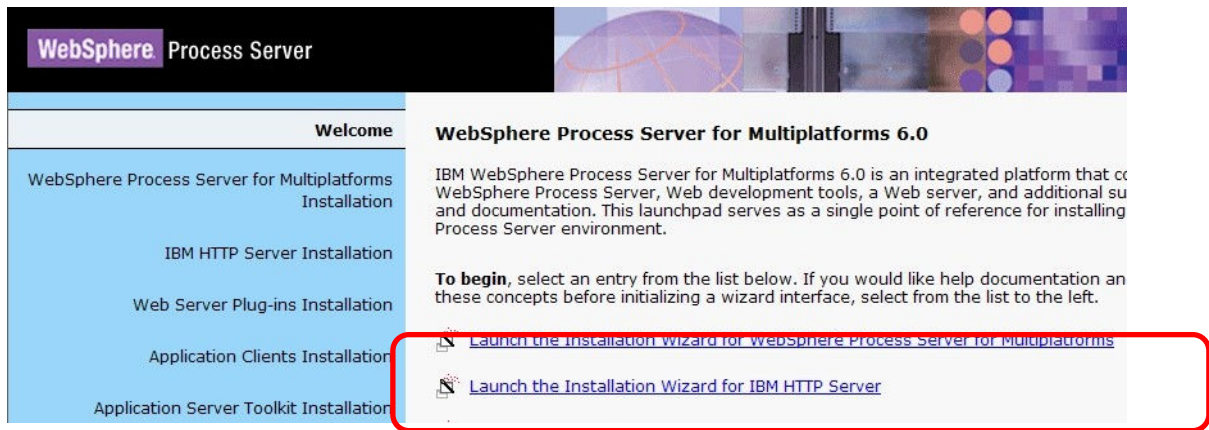 WebSphere. Process Server
Welcome
WebSphere Process Server for Multiplatforms
Installation
IBM HTTP Server Installation
Web Server Plug-ins Installation
Application Clients Installation
Application Server Toolkit Installation
WebSphere Process Server for Multiplatforms 6.0
IBM WebSphere Process Server for Multiplatforms 6.0 is an integrated platform that
WebSphere Process Server, Web development tools, a Web server, and additional
and documentation. This launchpad serves as a single point of reference for installing
Process Server environment.
To begin, select an entry from the list below. If you would like help documentation
these concepts before initializing a wizard interface, select from the list to the left.
Launch the Installation Wizard for WebSphere Process Server for Multiplatforms
Launch the Installation Wizard for IBM HTTP Server